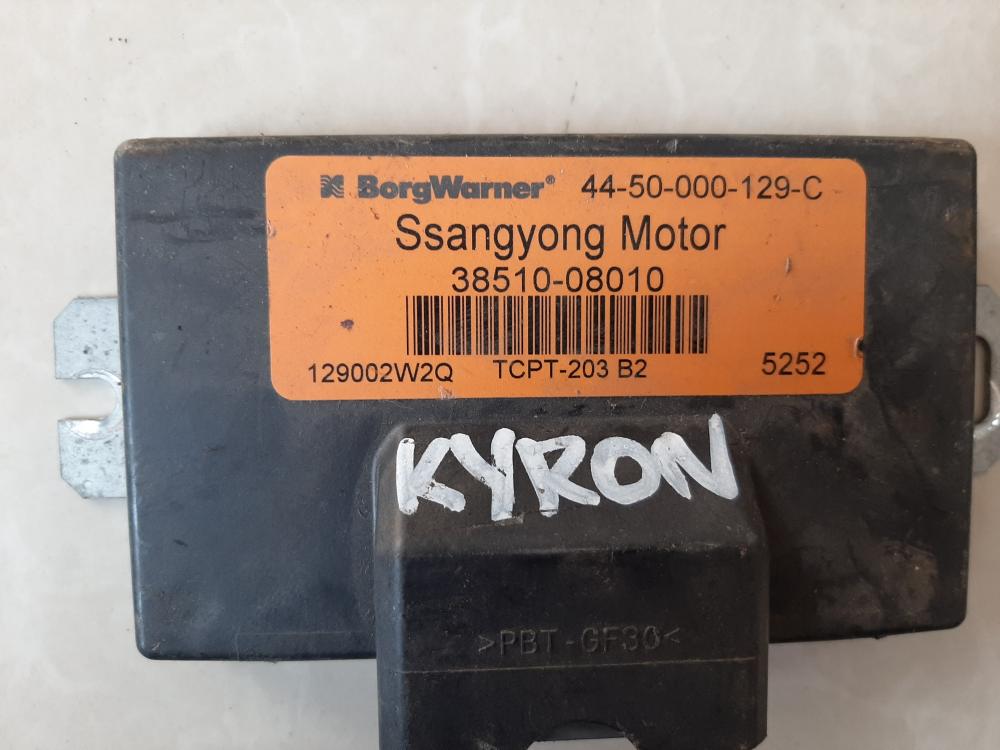 BorgWarner® 44-50-000-129-C
Ssangyong Motor
38510-08010
129002W2Q TCPT-203 B2 5252
KYRON
>PBT-GF30<